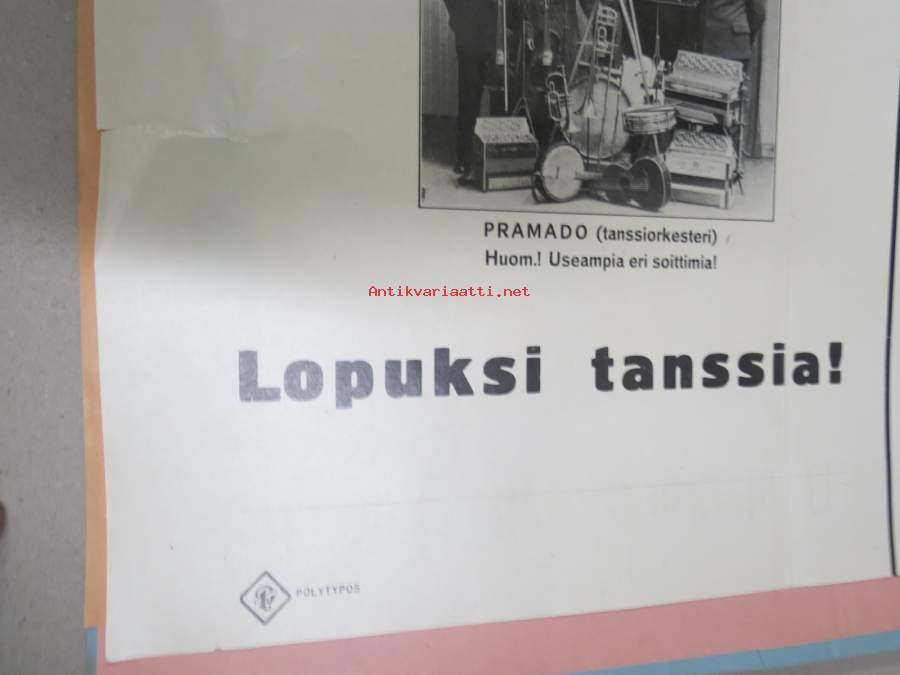 PRAMADO (tanssiorkesteri)
Huom.! Useampia eri soittimia!
Antikvariaatti.net
Lopuksi tanssia!
POLYTYPOS